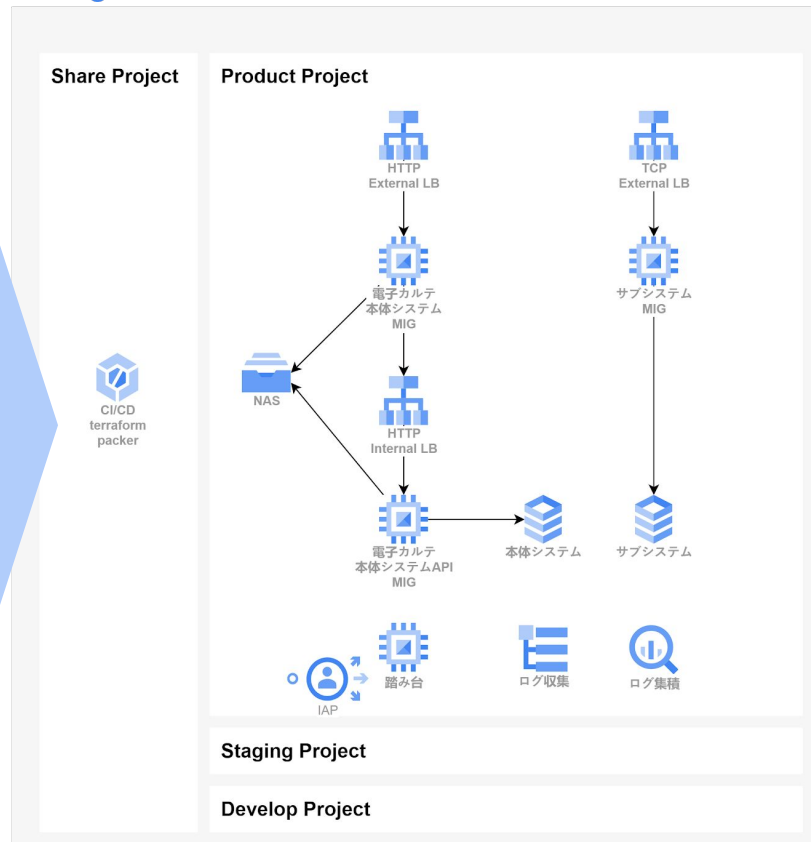 Share Project
Product Project
HTTP
External LB
TCP
External LB
電子カルテ
本体システム
MIG
サブシステム
MIG
CI/CD
terraform
packer
NAS
HTTP
Internal LB
電子カルテ
本体システムAPI
MIG
本体システム
サブシステム
IAP
踏み台
ログ収集
ログ集積
Staging Project
Develop Project